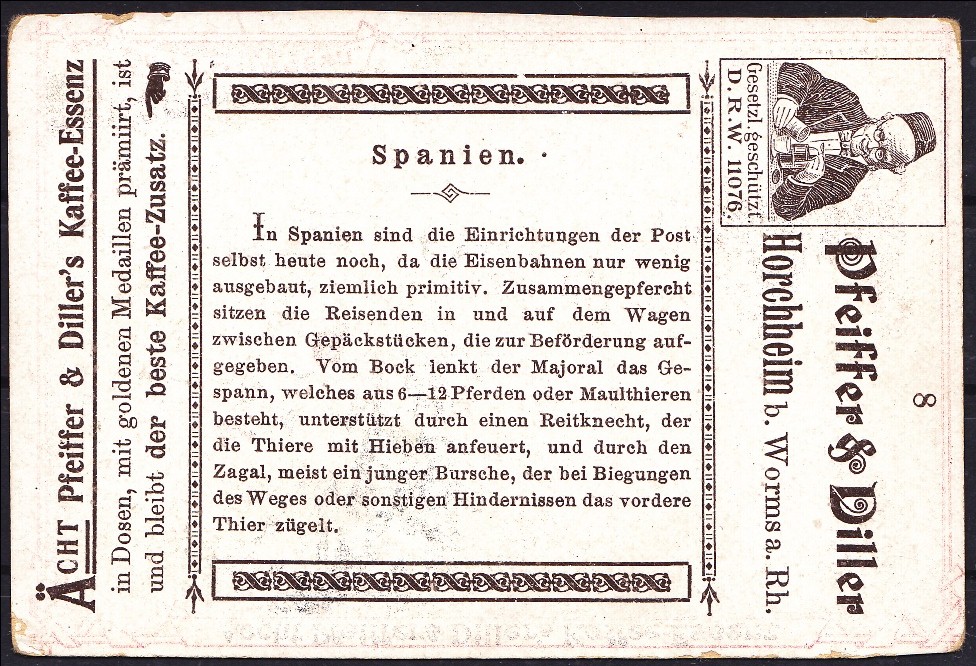 ÄCHT Pfeiffer & Diller's Kaffee-Essenz
in Dosen, mit goldenen Medaillen prämiirt, ist
und bleibt der beste Kaffee-Zusatz.
Spanien.
In Spanien sind die Einrichtungen der Post
selbst heute noch, da die Eisenbahnen nur wenig
ausgebaut, ziemlich primitiv. Zusammengepfercht
sitzen die Reisenden in und auf dem Wagen
zwischen Gepäckstücken, die zur Beförderung auf-
gegeben. Vom Bock lenkt der Majoral das Ge-
spann, welches aus 6—12 Pferden oder Maulthieren
besteht, unterstützt durch einen Reitknecht, der
die Thiere mit Hieben anfeuert, und durch den
Zagal, meist ein junger Bursche, der bei Biegungen
des Weges oder sonstigen Hindernissen das vordere
Thier zügelt.
Gesetzl. geschützt
D. R. W. 11076.
Pfeiffer & Diller
Horchheim b. Worms a. Rh.
8